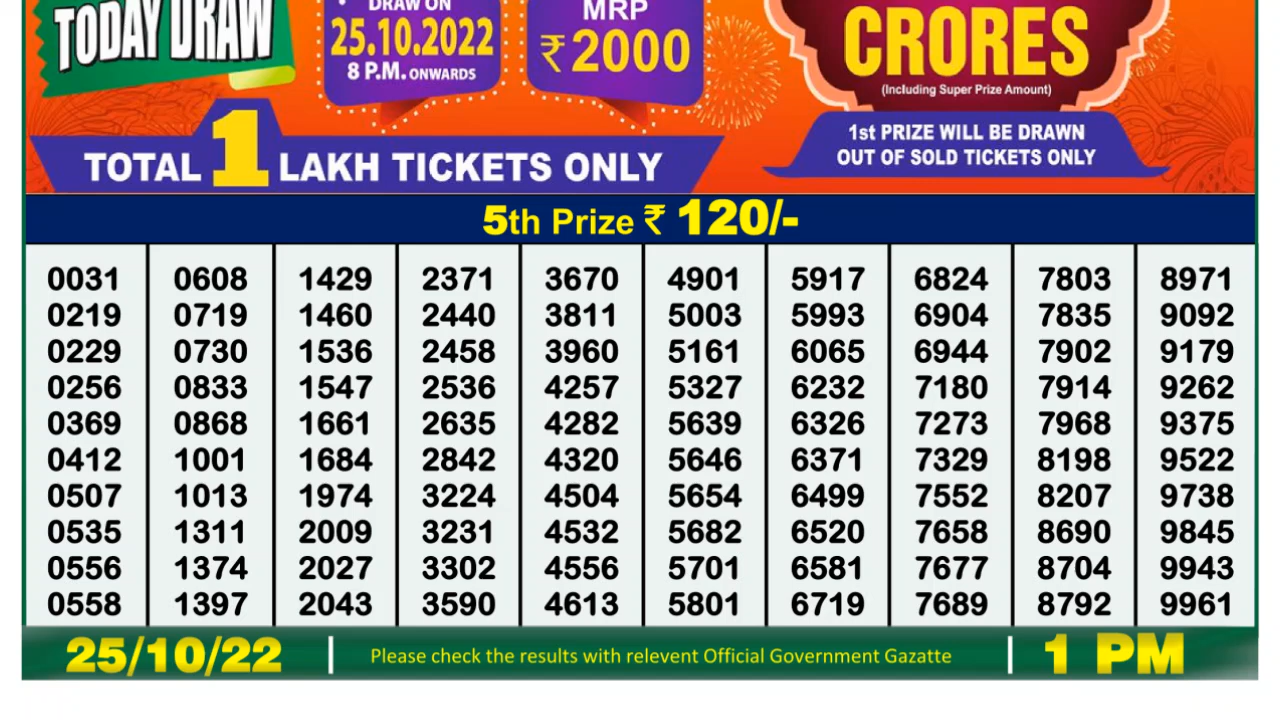 TODAY DRAW
DRAW ON
25.10.2022
8 P.M. ONWARDS
MRP
₹2000
CRORES
(Including Super Prize Amount)
1st PRIZE WILL BE DRAWN
OUT OF SOLD TICKETS ONLY
TOTAL 1 LAKH TICKETS ONLY
5th Prize ₹ 120/-
0031 0608 1429 2371 3670 4901 5917 6824 7803 8971
0219 0719 1460 2440 3811 5003 5993 6904 7835 9092
0229 0730 1536 2458 3960 5161 6065 6944 7902 9179
0256 0833 1547 2536 4257 5327 6232 7180 7914 9262
0369 0868 1661 2635 4282 5639 6326 7273 7968 9375
0412 1001 1684 2842 4320 5646 6371 7329 8198 9522
0507 1013 1974 3224 4504 5654 6499 7552 8207 9738
0535 1311 2009 3231 4532 5682 6520 7658 8690 9845
0556 1374 2027 3302 4556 5701 6581 7677 8704 9943
0558 1397 2043 3590 4613 5801 6719 7689 8792 9961
25/10/22 Please check the results with relevent Official Government Gazatte 1 PM